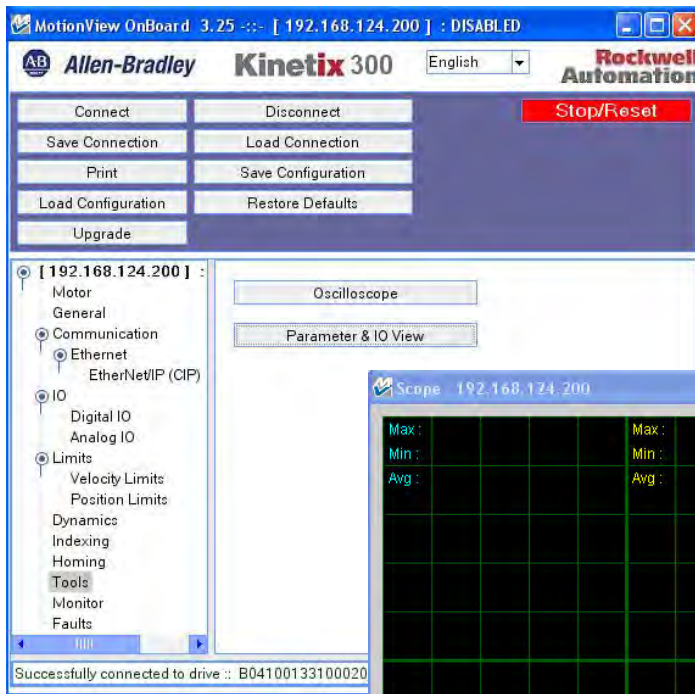 MotionView OnBoard 3.25 -::- [ 192.168.124.200 ] : DISABLED
AB Allen-Bradley Kinetix 300 English Rockwell Automation
Connect Disconnect Stop/Reset
Save Connection Load Connection
Print Save Configuration
Load Configuration Restore Defaults
Upgrade
[ 192.168.124.200 ] :
Motor
General
Communication
Ethernet
EtherNet/IP (CIP)
IO
Digital IO
Analog IO
Limits
Velocity Limits
Position Limits
Dynamics
Indexing
Homing
Tools
Monitor
Faults
Oscilloscope
Parameter & IO View
Scope 192.168.124.200
Max : Max :
Min : Min :
Avg : Avg :
Successfully connected to drive :: B04100133100020